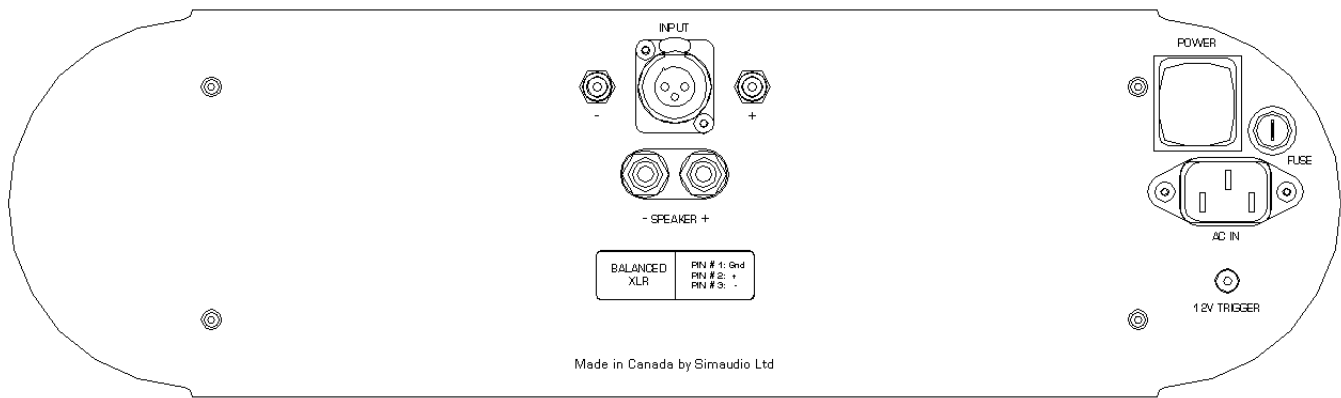 INPUT
POWER
- +
FUSE
- SPEAKER +
AC IN
BALANCED
XLR
PIN # 1: Gnd
PIN # 2: +
PIN # 3: -
12V TRIGGER
Made in Canada by Simaudio Ltd